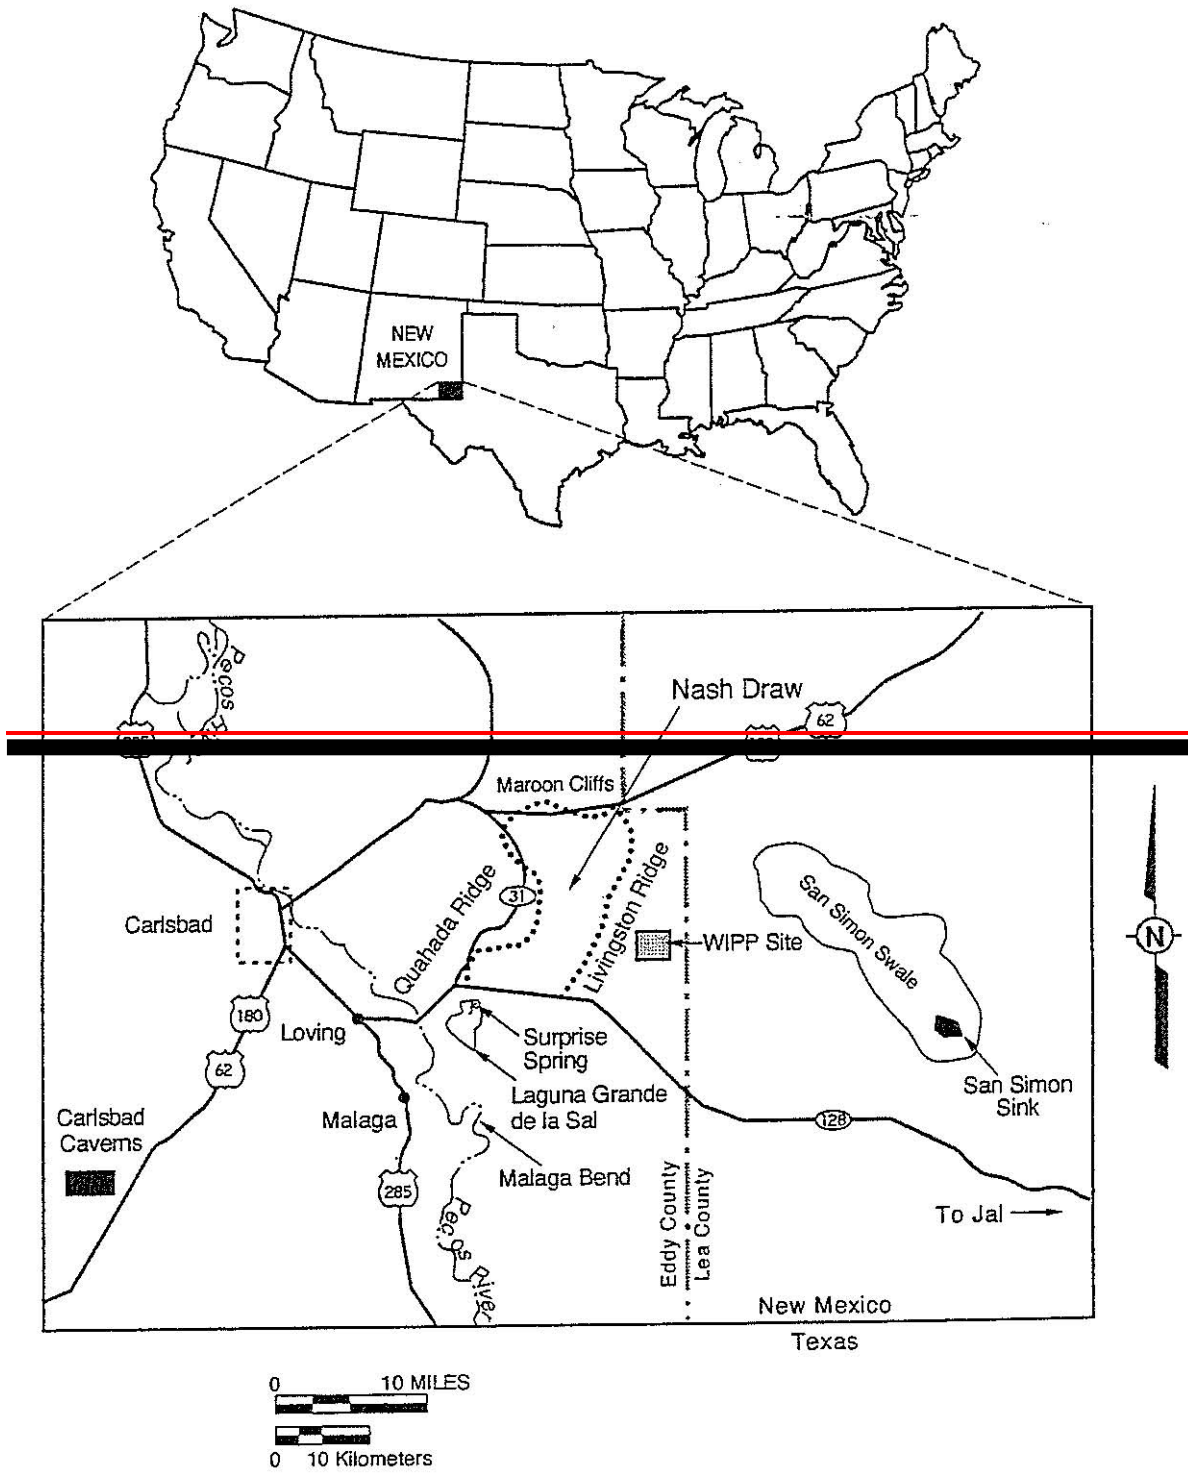 NEW
MEXICO
Pecos
Nash Draw
62
Maroon Cliffs
31
Quahada Ridge
Livingston Ridge
San Simon Swale
Carlsbad
WIPP Site
N
180
Loving
Surprise
Spring
62
San Simon
Sink
Laguna Grande
de la Sal
Carlsbad
Caverns
Malaga
128
Malaga Bend
285
Pecos River
Eddy County
Lea County
To Jal
New Mexico
Texas
0 10 MILES
0 10 Kilometers